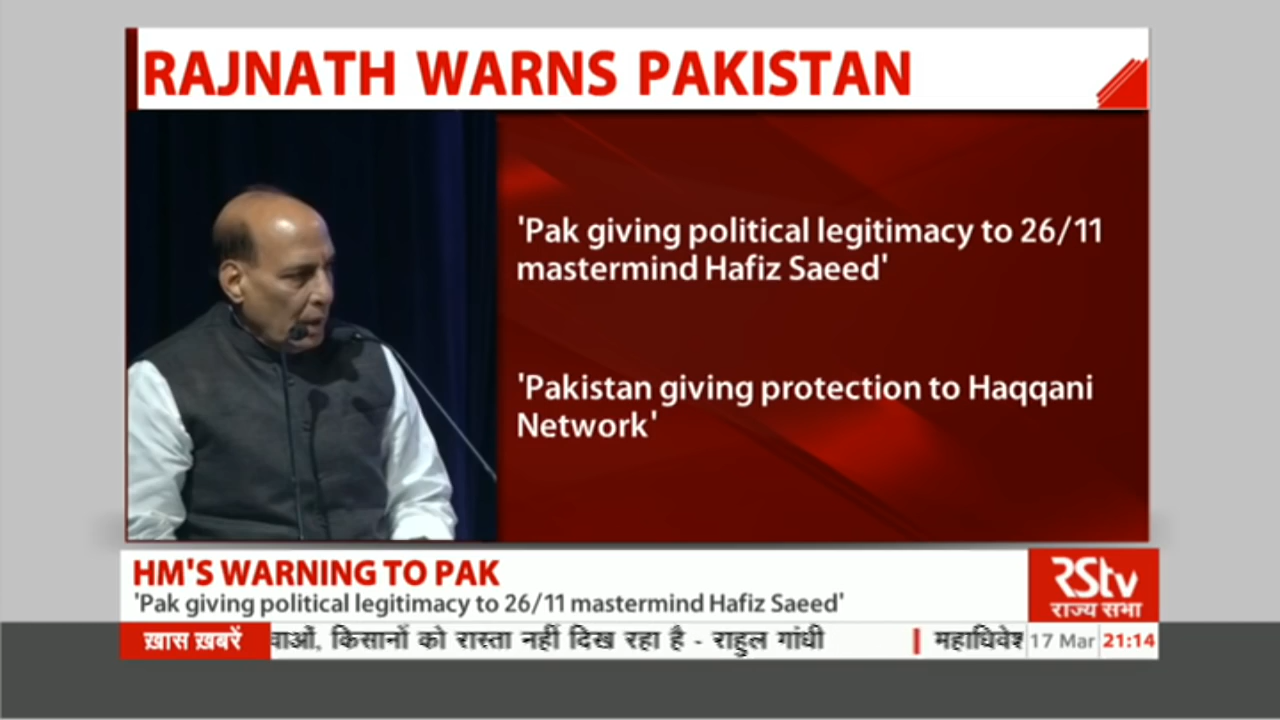 RAJNATH WARNS PAKISTAN
'Pak giving political legitimacy to 26/11
mastermind Hafiz Saeed'
'Pakistan giving protection to Haqqani
Network'
HM'S WARNING TO PAK
'Pak giving political legitimacy to 26/11 mastermind Hafiz Saeed'
RStv
राज्य सभा
ख़ास ख़बरें
वाओं, किसानों को रास्ता नहीं दिख रहा है - राहुल गांधी | महाधिवेश
17 Mar 21:14